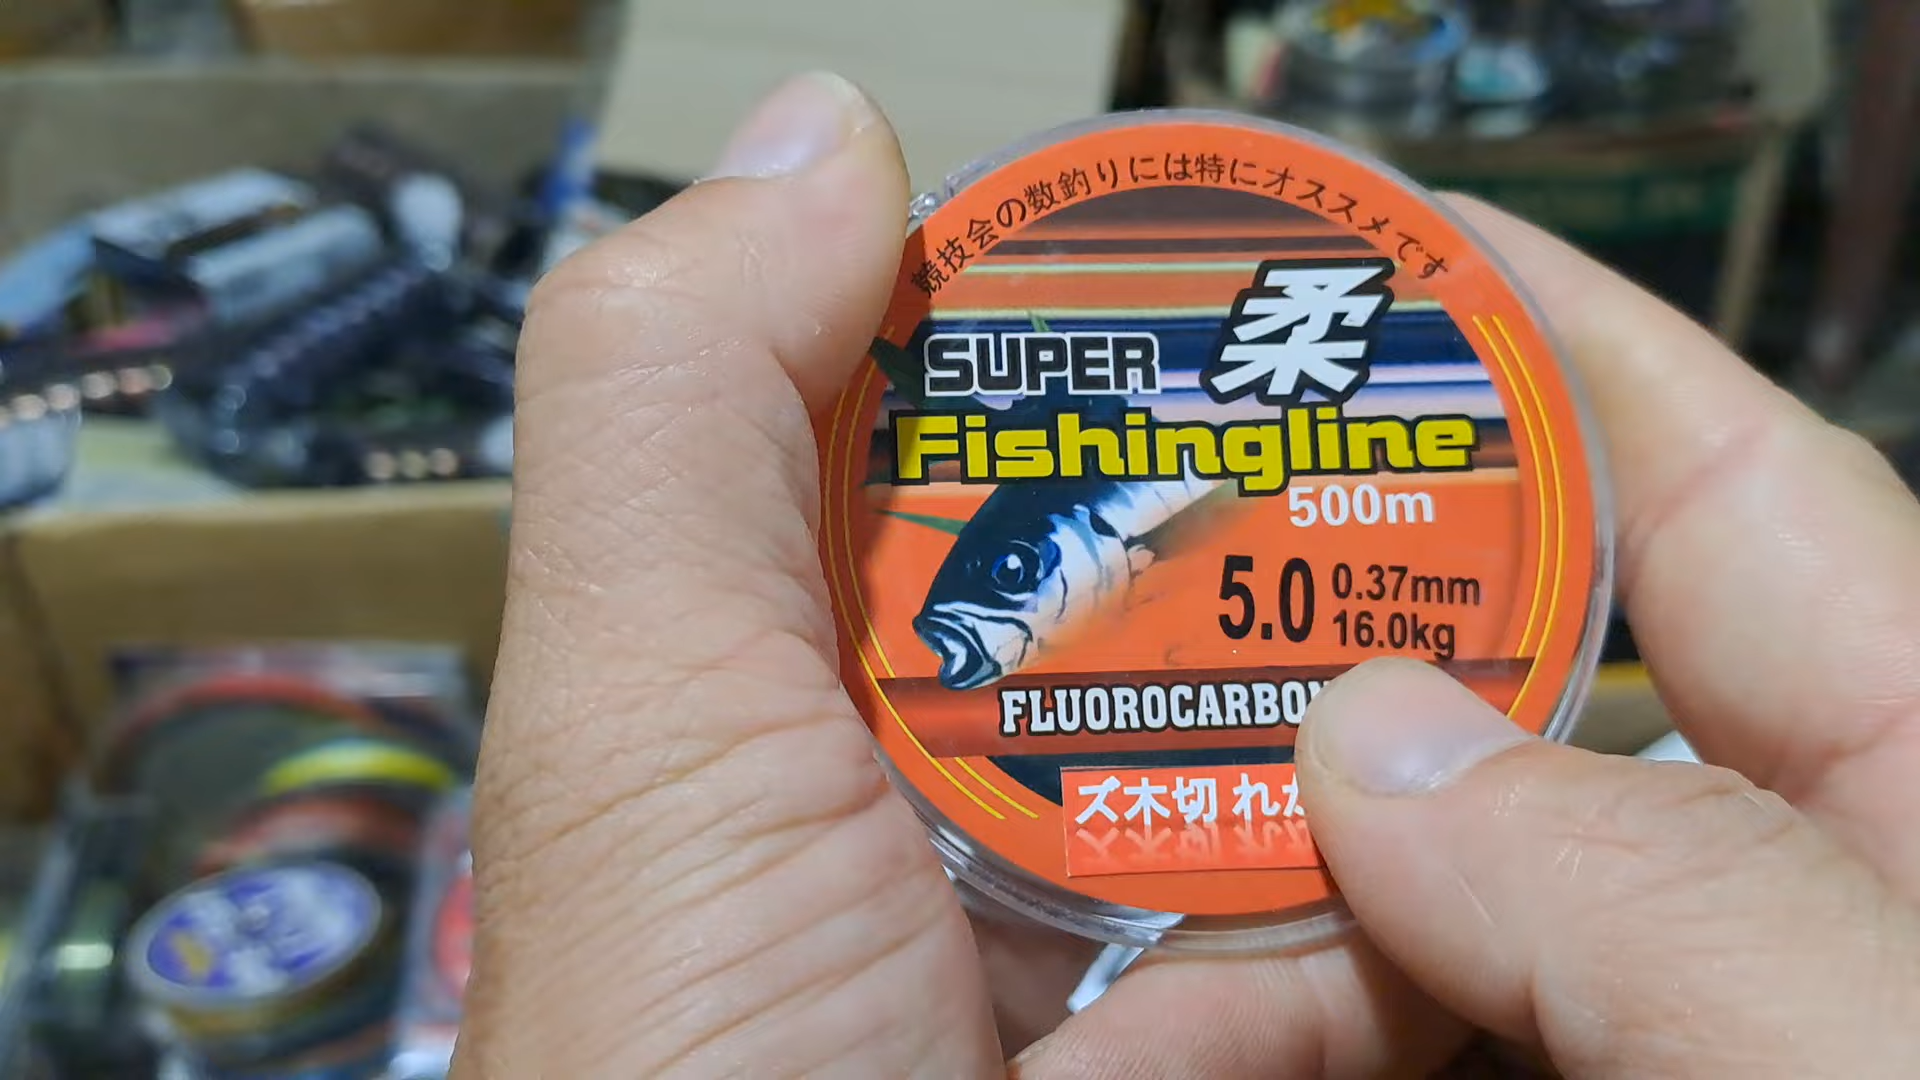 競技会の数釣りには特にオススメです
SUPER 柔
Fishingline
500m
5.0 0.37mm
16.0kg
FLUOROCARBON
ズ木切れ